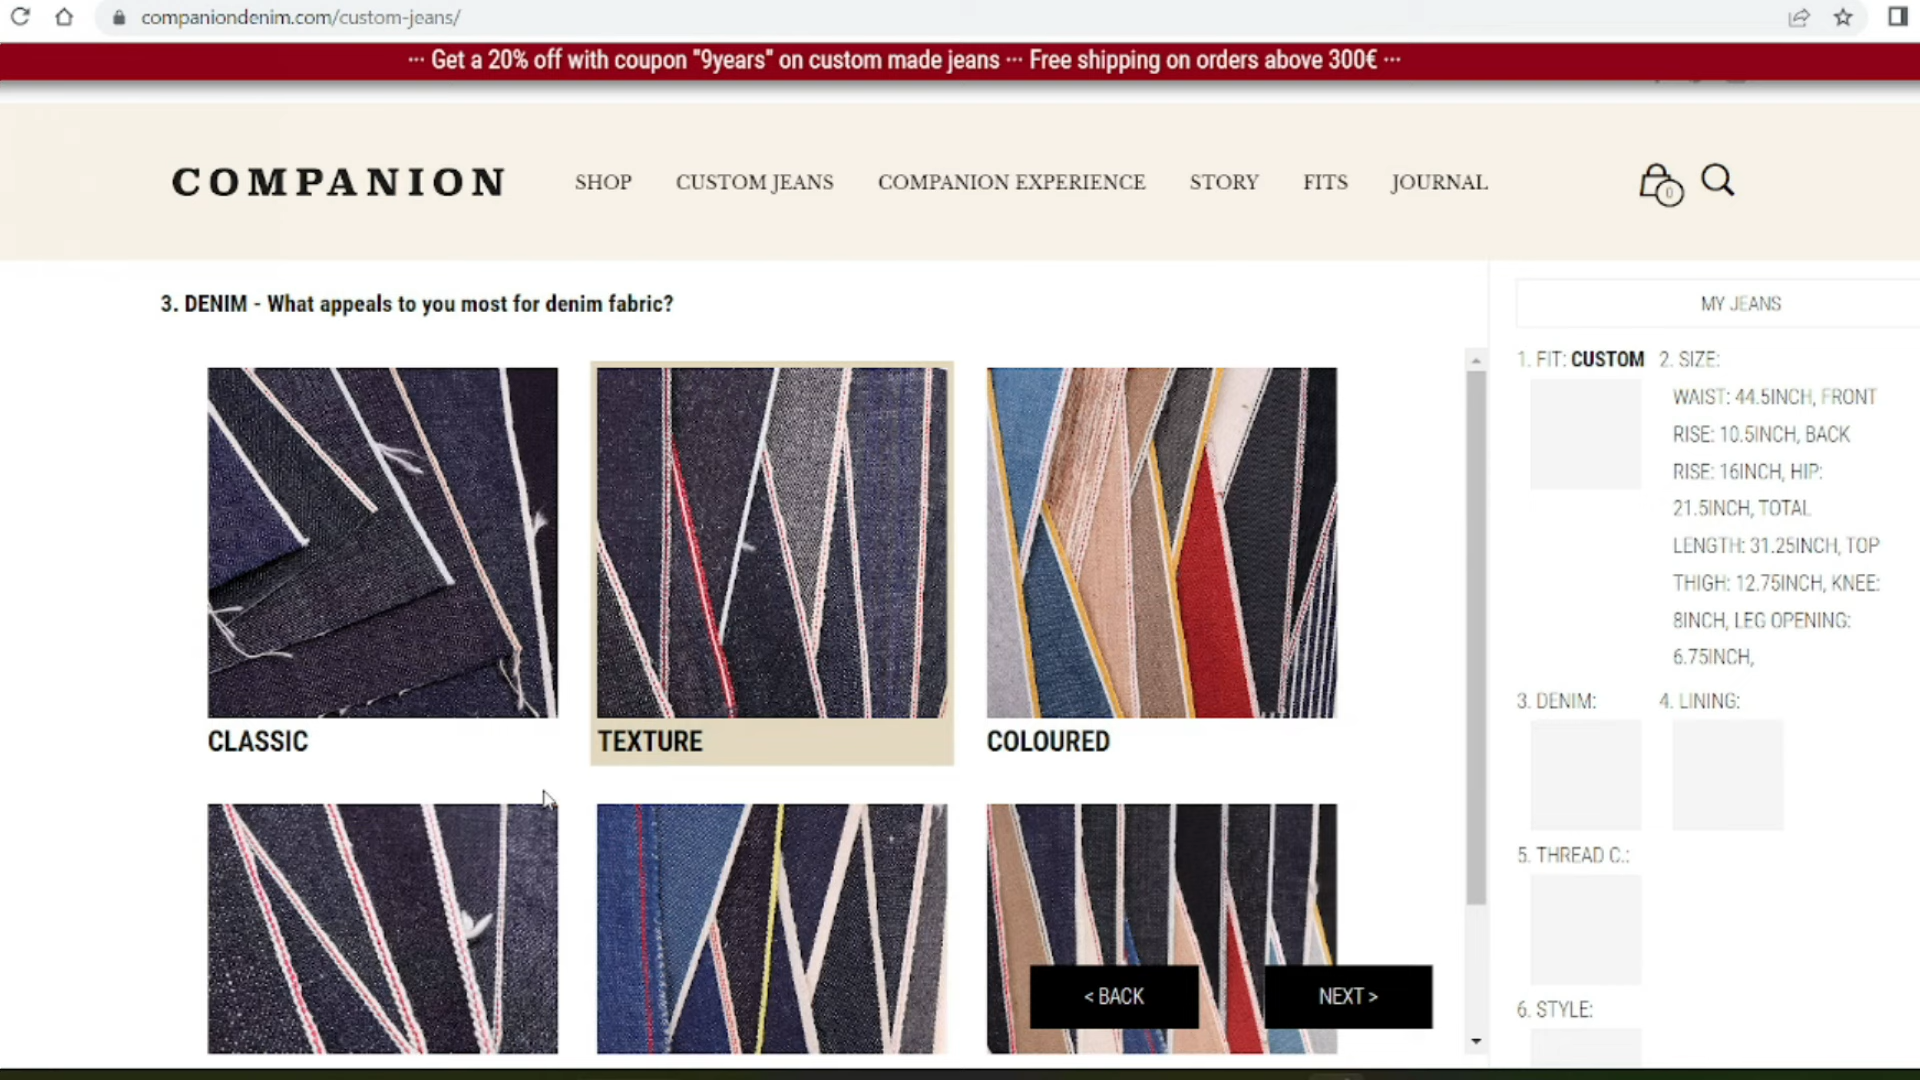 companiondenim.com/custom-jeans/
··· Get a 20% off with coupon "9years" on custom made jeans ··· Free shipping on orders above 300€ ···
COMPANION
SHOP
CUSTOM JEANS
COMPANION EXPERIENCE
STORY
FITS
JOURNAL
0
3. DENIM - What appeals to you most for denim fabric?
CLASSIC
TEXTURE
COLOURED
< BACK
NEXT >
MY JEANS
1. FIT: CUSTOM
2. SIZE:
WAIST: 44.5INCH, FRONT
RISE: 10.5INCH, BACK
RISE: 16INCH, HIP:
21.5INCH, TOTAL
LENGTH: 31.25INCH, TOP
THIGH: 12.75INCH, KNEE:
8INCH, LEG OPENING:
6.75INCH,
3. DENIM:
4. LINING:
5. THREAD C.:
6. STYLE: